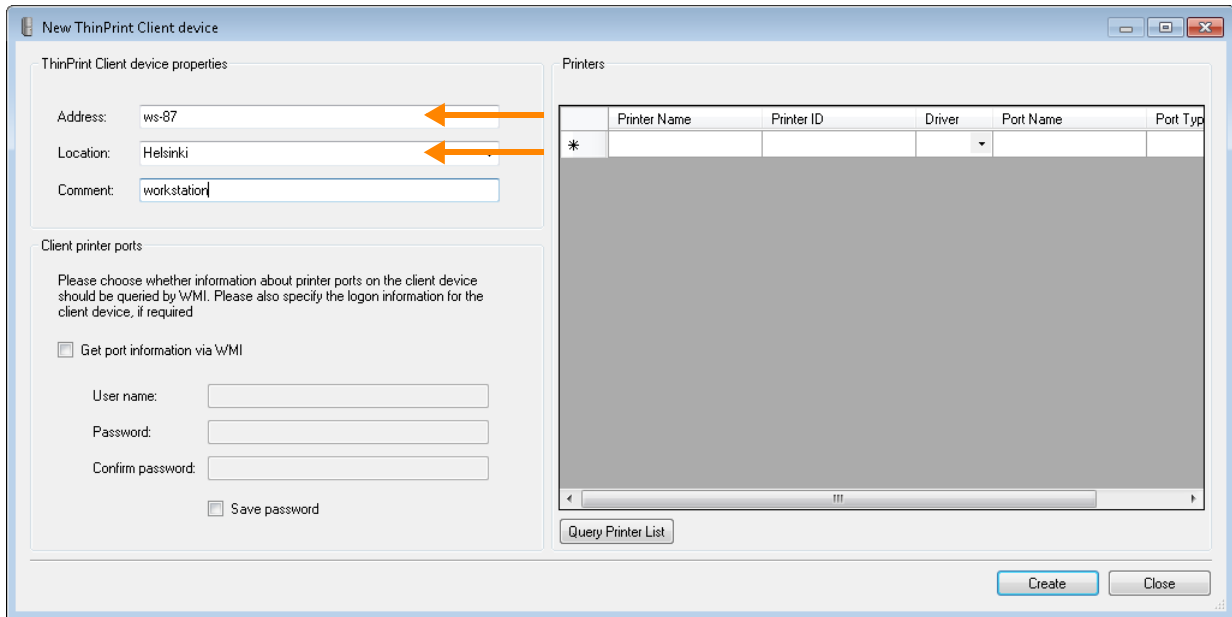 New ThinPrint Client device
ThinPrint Client device properties
Address: ws-87
Location: Helsinki
Comment: workstation
Client printer ports
Please choose whether information about printer ports on the client device
should be queried by WMI. Please also specify the logon information for the
client device, if required
Get port information via WMI
User name:
Password:
Confirm password:
Save password
Printers
Printer Name Printer ID Driver Port Name Port Typ
Query Printer List
Create Close